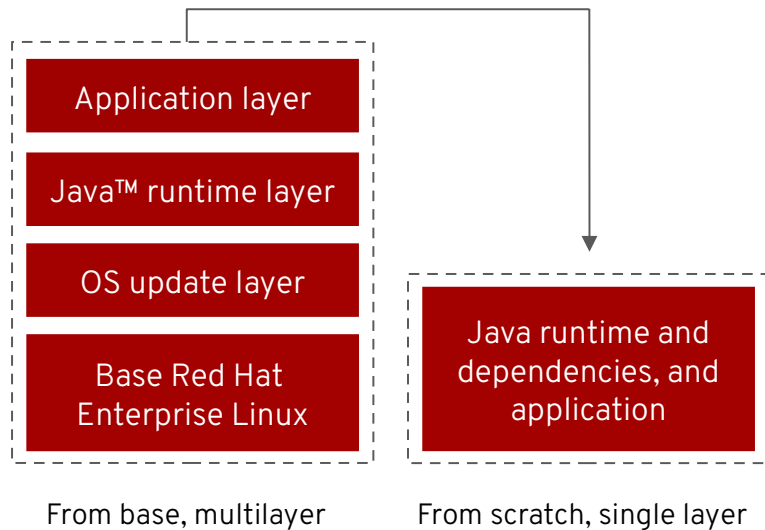 Application layer
Java™ runtime layer
OS update layer
Base Red Hat
Enterprise Linux
From base, multilayer
Java runtime and
dependencies, and
application
From scratch, single layer